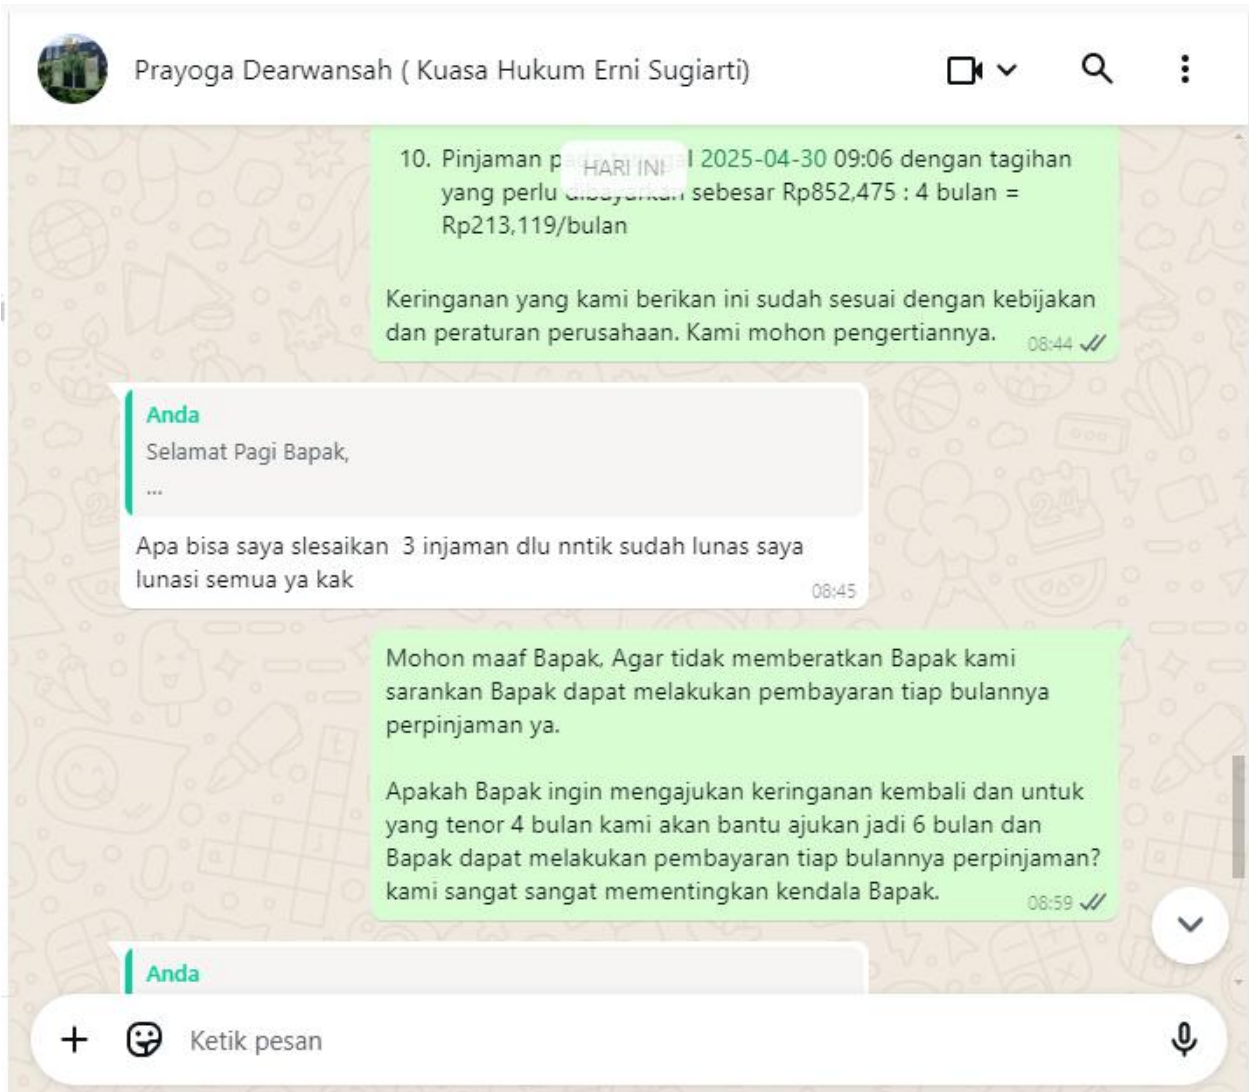 Prayoga Dearwansah ( Kuasa Hukum Erni Sugiarti)
HARI INI
10. Pinjaman 2025-04-30 09:06 dengan tagihan
yang perlu dibayarkan sebesar Rp852,475 : 4 bulan =
Rp213,119/bulan
Keringanan yang kami berikan ini sudah sesuai dengan kebijakan
dan peraturan perusahaan. Kami mohon pengertiannya.
08:44
Anda
Selamat Pagi Bapak,
...
Apa bisa saya slesaikan 3 injaman dlu nntik sudah lunas saya
lunasi semua ya kak
08:45
Mohon maaf Bapak, Agar tidak memberatkan Bapak kami
sarankan Bapak dapat melakukan pembayaran tiap bulannya
perpinjaman ya.
Apakah Bapak ingin mengajukan keringanan kembali dan untuk
yang tenor 4 bulan kami akan bantu ajukan jadi 6 bulan dan
Bapak dapat melakukan pembayaran tiap bulannya perpinjaman?
kami sangat sangat mementingkan kendala Bapak.
08:59
Anda
Ketik pesan